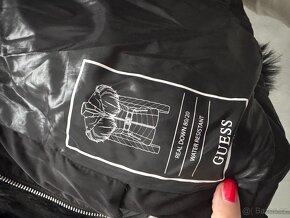 REAL DOWN 80/20
WATER RESISTANT
GUESS